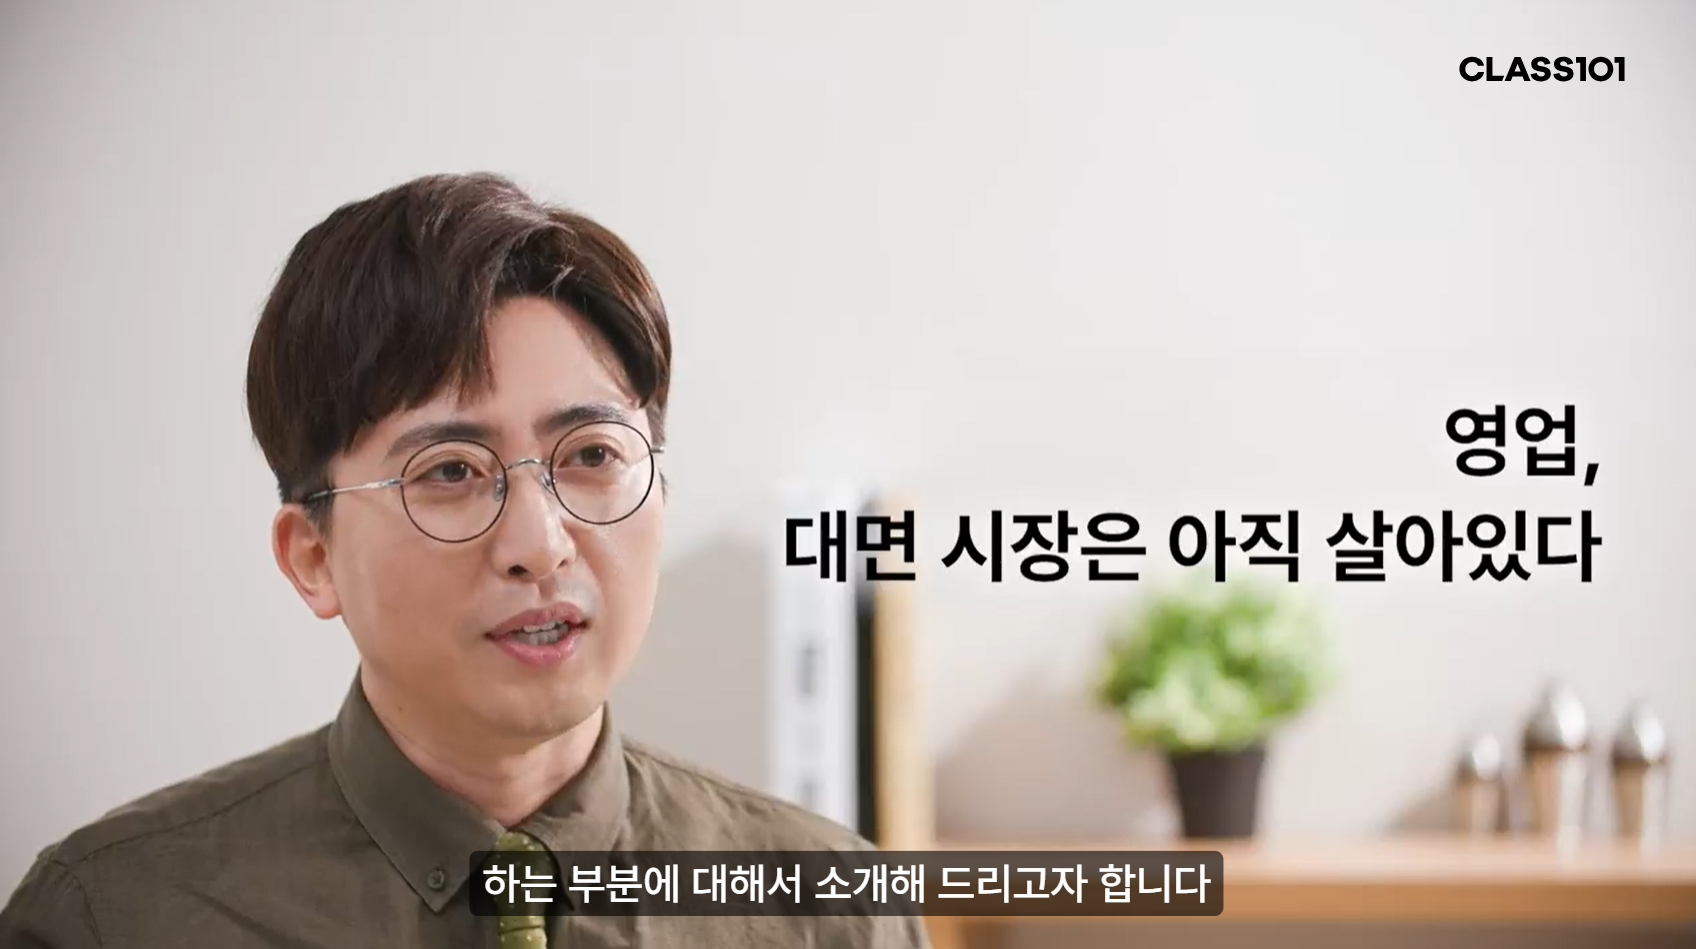 CLASS101
영업,
대면 시장은 아직 살아있다
하는 부분에 대해서 소개해 드리고자 합니다